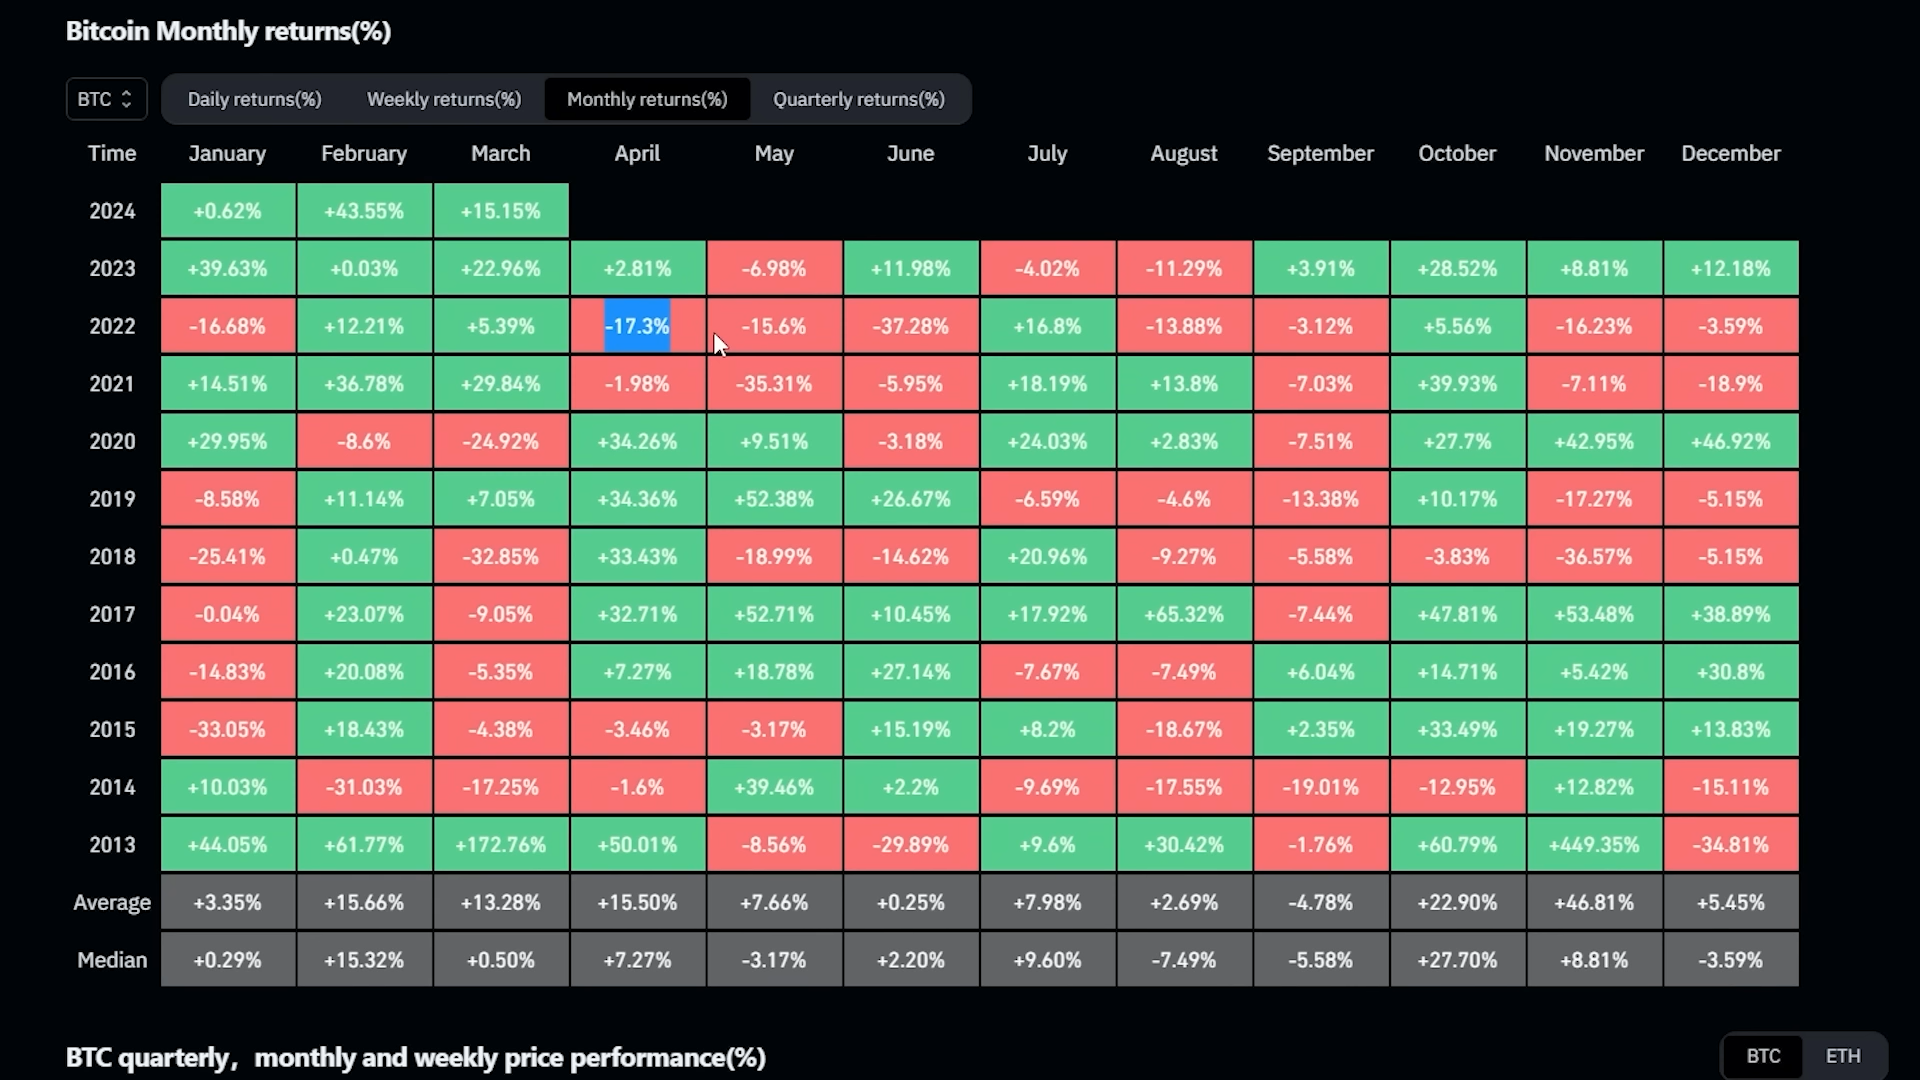 Bitcoin Monthly returns(%)
BTC Daily returns(%) Weekly returns(%) Monthly returns(%) Quarterly returns(%)
Time January February March April May June July August September October November December
2024 +0.62% +43.55% +15.15%
2023 +39.63% +0.03% +22.96% +2.81% -6.98% +11.98% -4.02% -11.29% +3.91% +28.52% +8.81% +12.18%
2022 -16.68% +12.21% +5.39% -17.3% -15.6% -37.28% +16.8% -13.88% -3.12% +5.56% -16.23% -3.59%
2021 +14.51% +36.78% +29.84% -1.98% -35.31% -5.95% +18.19% +13.8% -7.03% +39.93% -7.11% -18.9%
2020 +29.95% -8.6% -24.92% +34.26% +9.51% -3.18% +24.03% +2.83% -7.51% +27.7% +42.95% +46.92%
2019 -8.58% +11.14% +7.05% +34.36% +52.38% +26.67% -6.59% -4.6% -13.38% +10.17% -17.27% -5.15%
2018 -25.41% +0.47% -32.85% +33.43% -18.99% -14.62% +20.96% -9.27% -5.58% -3.83% -36.57% -5.15%
2017 -0.04% +23.07% -9.05% +32.71% +52.71% +10.45% +17.92% +65.32% -7.44% +47.81% +53.48% +38.89%
2016 -14.83% +20.08% -5.35% +7.27% +18.78% +27.14% -7.67% -7.49% +6.04% +14.71% +5.42% +30.8%
2015 -33.05% +18.43% -4.38% -3.46% -3.17% +15.19% +8.2% -18.67% +2.35% +33.49% +19.27% +13.83%
2014 +10.03% -31.03% -17.25% -1.6% +39.46% +2.2% -9.69% -17.55% -19.01% -12.95% +12.82% -15.11%
2013 +44.05% +61.77% +172.76% +50.01% -8.56% -29.89% +9.6% +30.42% -1.76% +60.79% +449.35% -34.81%
Average +3.35% +15.66% +13.28% +15.50% +7.66% +0.25% +7.98% +2.69% -4.78% +22.90% +46.81% +5.45%
Median +0.29% +15.32% +0.50% +7.27% -3.17% +2.20% +9.60% -7.49% -5.58% +27.70% +8.81% -3.59%
BTC quarterly，monthly and weekly price performance(%) BTC ETH